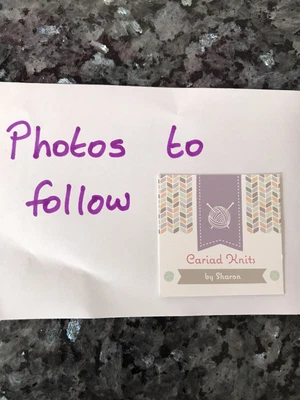 Photos to
follow
Cariad Knits
by Sharon